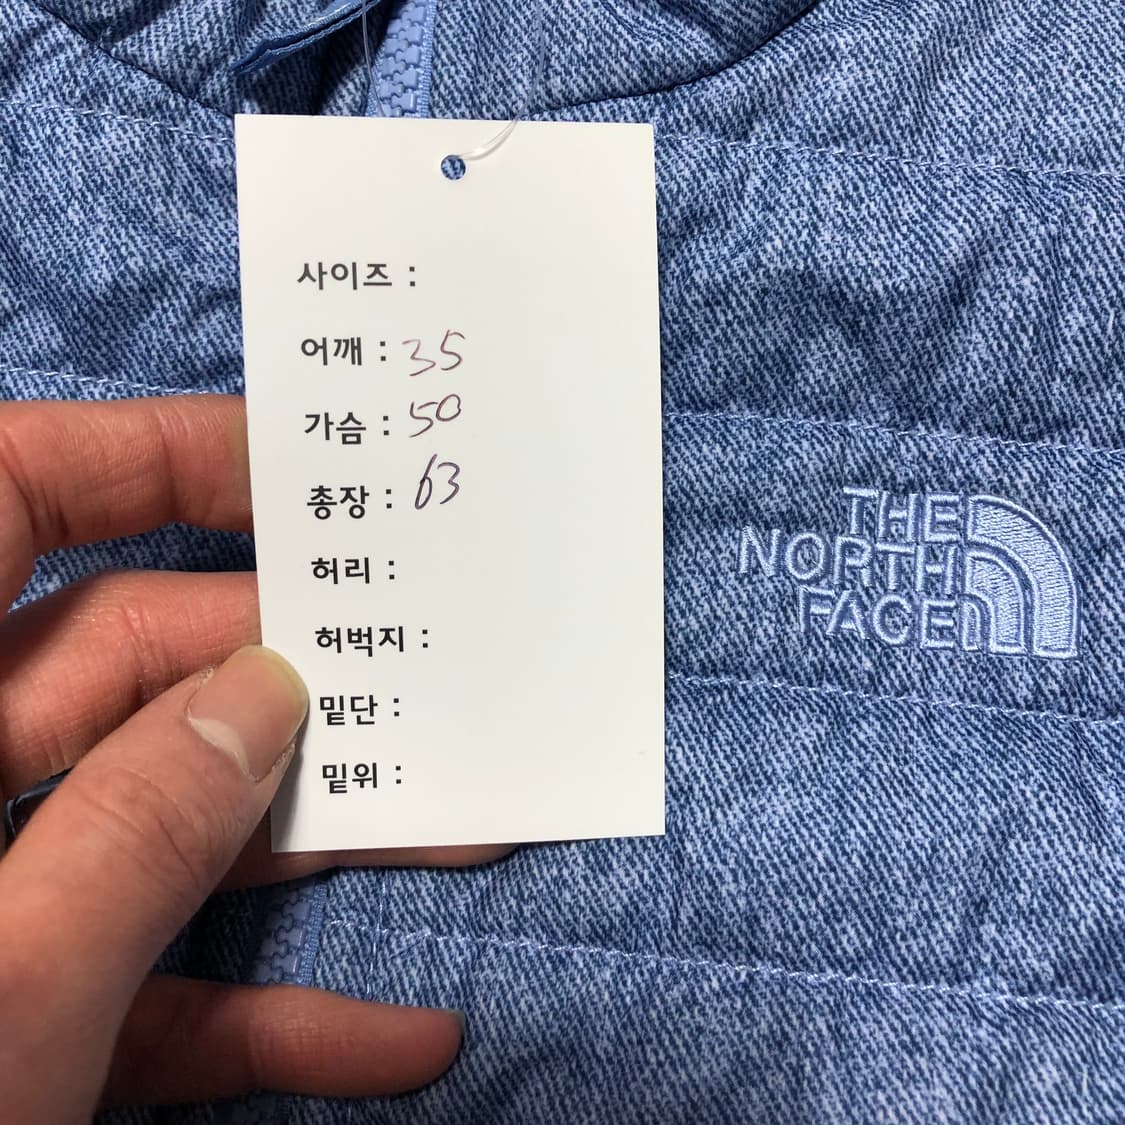 사이즈 :
어깨 : 35
가슴 : 50
총장 : 63
허리 :
허벅지 :
밑단 :
밑위 :
THE
NORTH
FACE